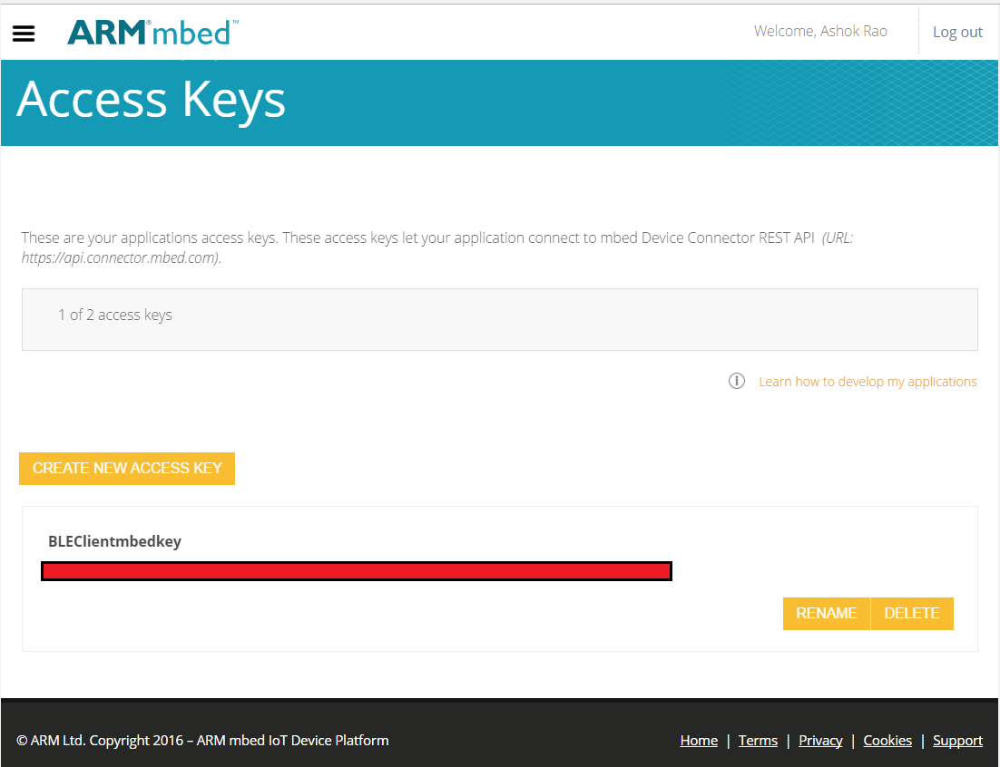 ARM®mbed™
Welcome, Ashok Rao
Log out
Access Keys
These are your applications access keys. These access keys let your application connect to mbed Device Connector REST API (URL:
https://api.connector.mbed.com).
1 of 2 access keys
Learn how to develop my applications
CREATE NEW ACCESS KEY
BLEClientmbedkey
RENAME
DELETE
© ARM Ltd. Copyright 2016 – ARM mbed IoT Device Platform
Home | Terms | Privacy | Cookies | Support